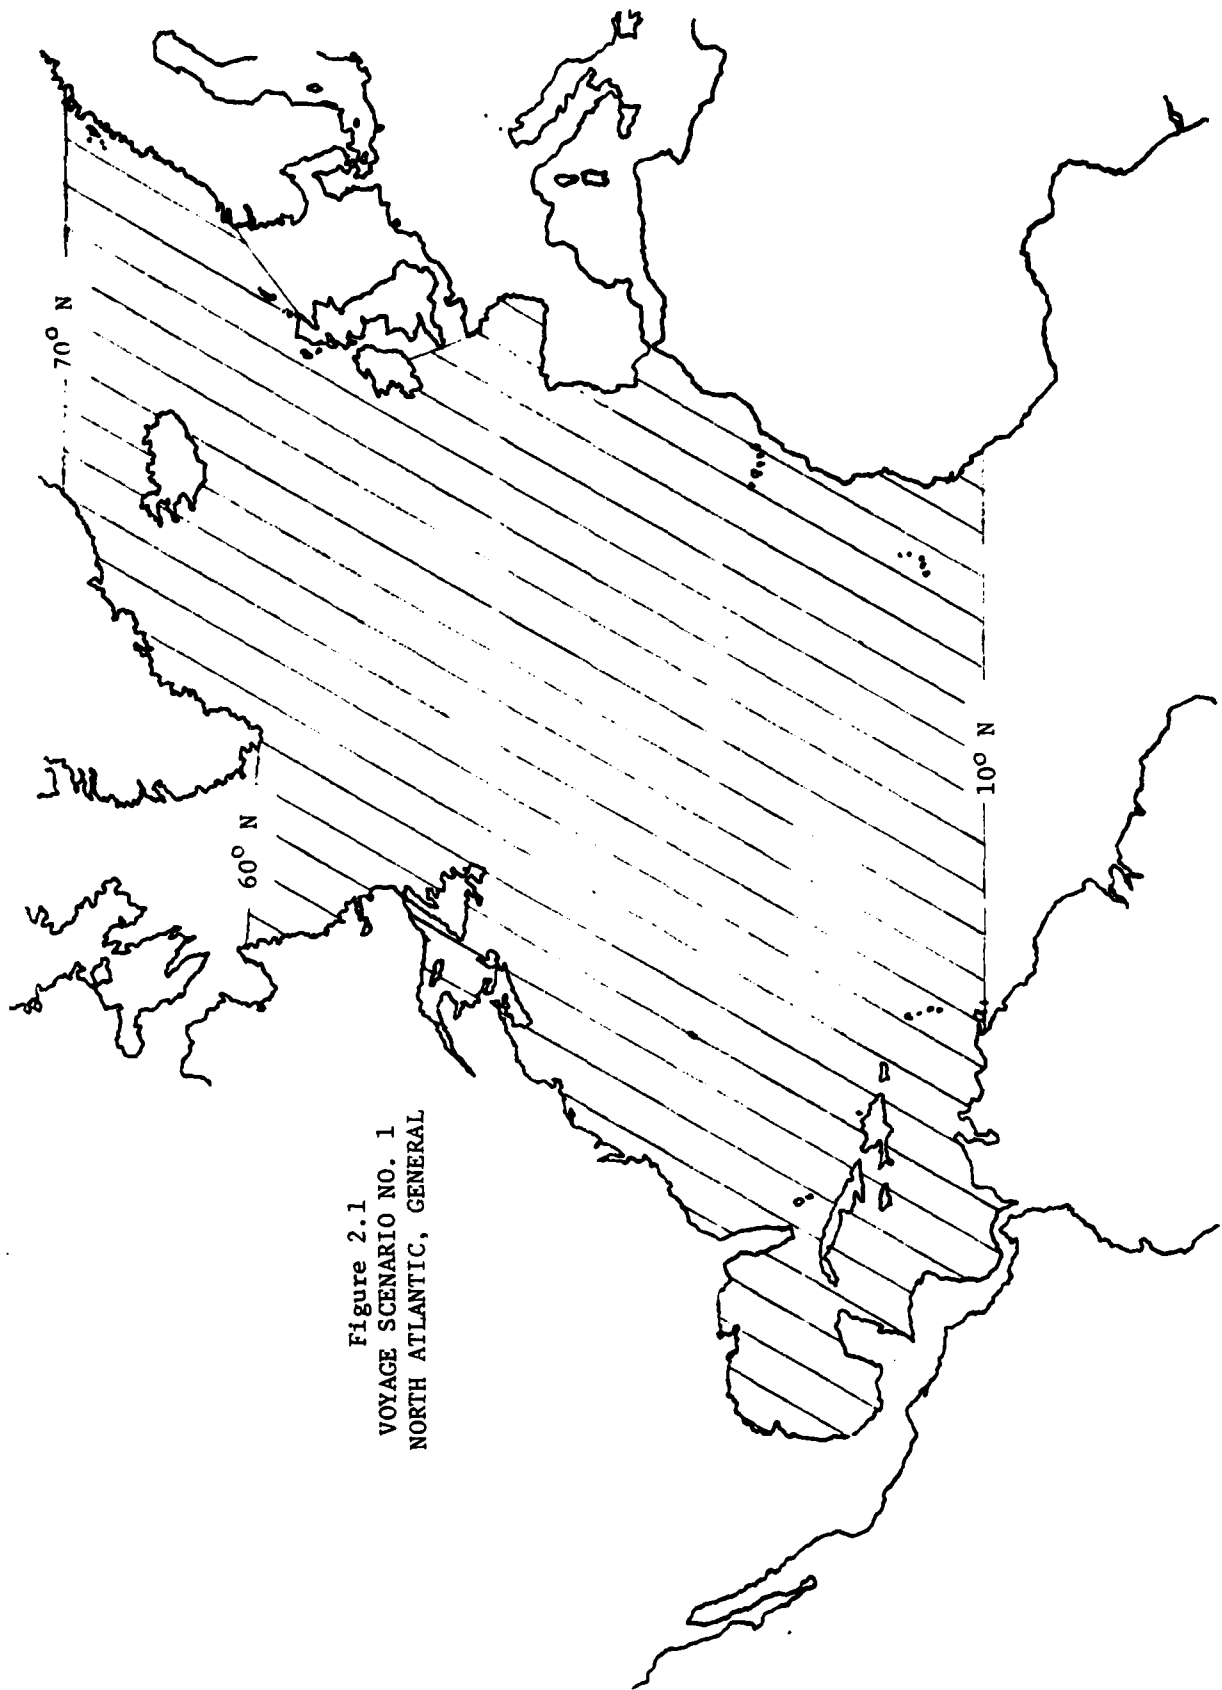 70° N
60° N
10° N
Figure 2.1
VOYAGE SCENARIO NO. 1
NORTH ATLANTIC, GENERAL